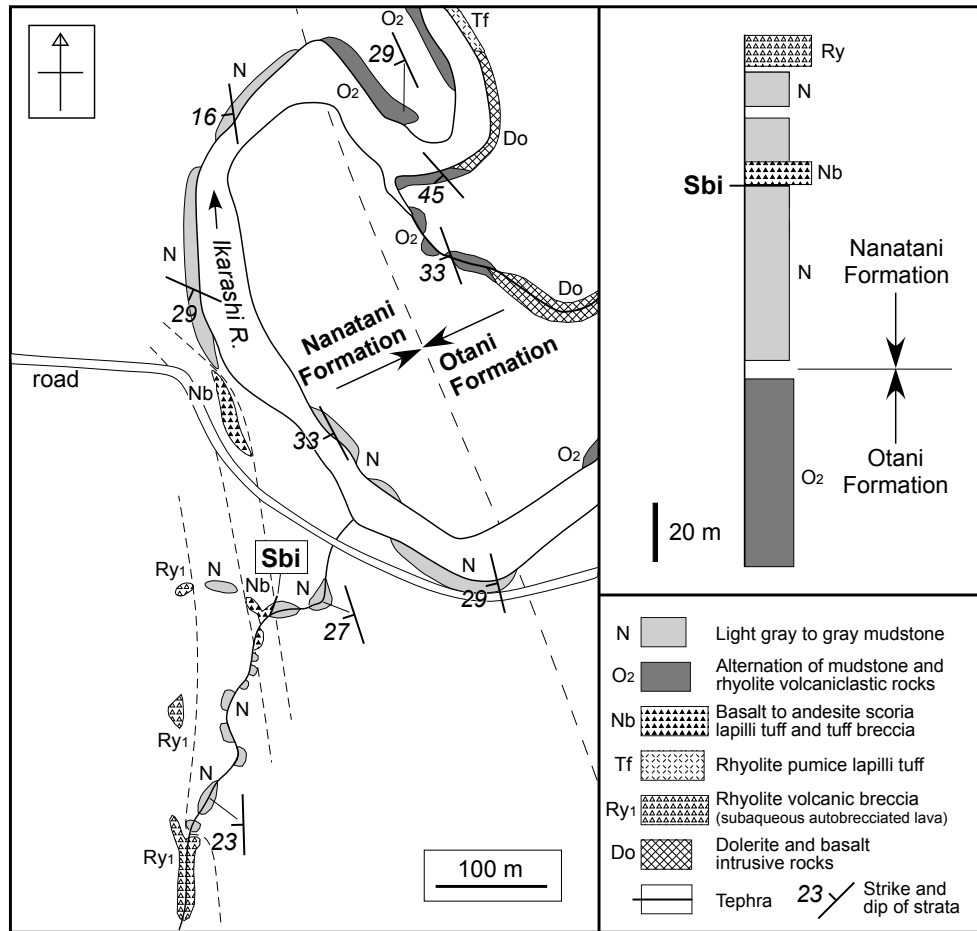 O2
Tf
29
N
O2
16
Do
45
N
O2
33
Ikarashi R.
Do
29
Nanatani
Formation
Otani
Formation
road
Nb
33
N
O2
Sbi
Ry1
N
Nb
N
29
27
N
Ry1
N
23
Ry1
100 m
Ry
N
Nb
Sbi
N
Nanatani
Formation
Otani
Formation
O2
20 m
N
Light gray to gray mudstone
O2
Alternation of mudstone and
rhyolite volcaniclastic rocks
Nb
Basalt to andesite scoria
lapilli tuff and tuff breccia
Tf
Rhyolite pumice lapilli tuff
Ry1
Rhyolite volcanic breccia
(subaqueous autobrecciated lava)
Do
Dolerite and basalt
intrusive rocks
Tephra
23
Strike and
dip of strata